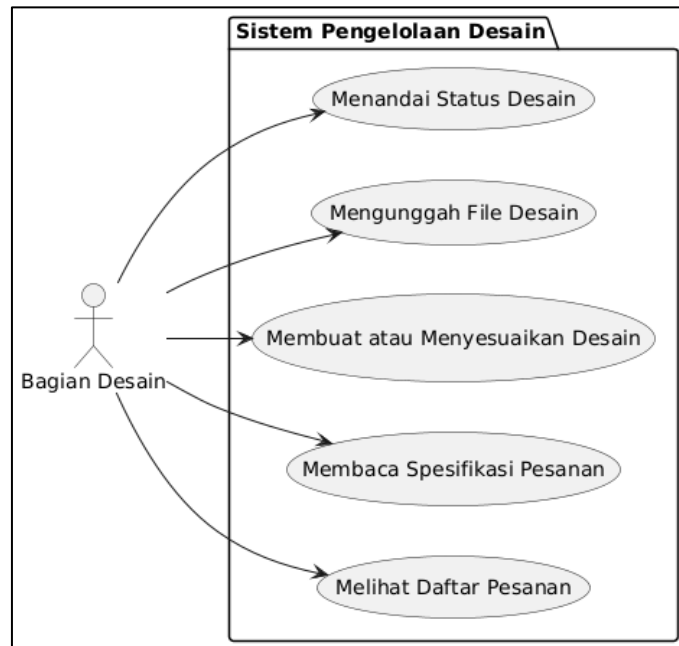 Sistem Pengelolaan Desain
Menandai Status Desain
Mengunggah File Desain
Membuat atau Menyesuaikan Desain
Bagian Desain
Membaca Spesifikasi Pesanan
Melihat Daftar Pesanan